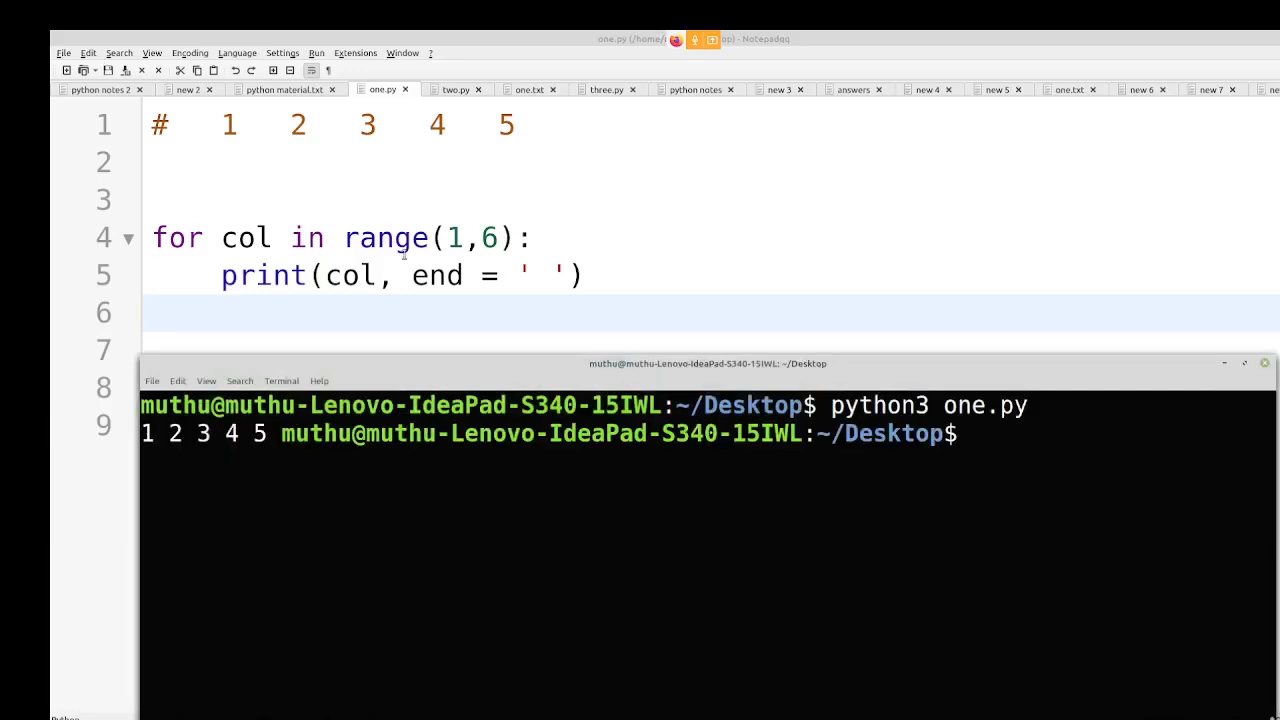 one.py (/home/ op) - Notepadqq
File Edit Search View Encoding Language Settings Run Extensions Window ?
python notes 2 new 2 python material.txt one.py two.py one.txt three.py python notes new 3 answers new 4 new 5 one.txt new 6 new 7
1 # 1 2 3 4 5
2
3
4 for col in range(1,6):
5 print(col, end = ' ')
6
7
8
9
muthu@muthu-Lenovo-IdeaPad-S340-15IWL: ~/Desktop
File Edit View Search Terminal Help
muthu@muthu-Lenovo-IdeaPad-S340-15IWL:~/Desktop$ python3 one.py
1 2 3 4 5 muthu@muthu-Lenovo-IdeaPad-S340-15IWL:~/Desktop$